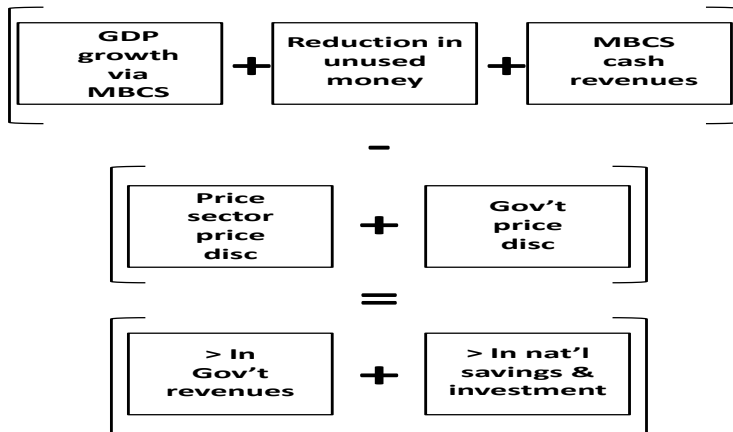 GDP
growth
via
MBCS
+
Reduction in
unused
money
+
MBCS
cash
revenues
-
Price
sector
price
disc
+
Gov't
price
disc
=
> In
Gov't
revenues
+
> In nat'l
savings &
investment